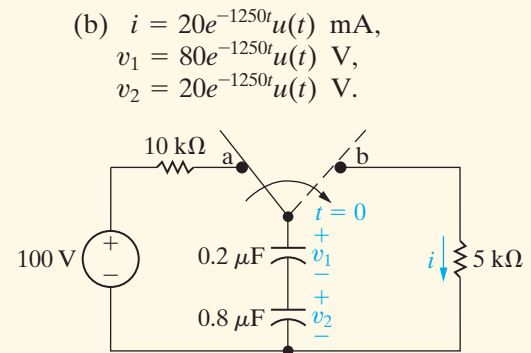 (b) i = 20e^{−1250t}u(t) mA,
v₁ = 80e^{−1250t}u(t) V,
v₂ = 20e^{−1250t}u(t) V.
10 kΩ
a
b
t = 0
100 V
+
−
0.2 μF
+
v₁
−
i
5 kΩ
0.8 μF
+
v₂
−